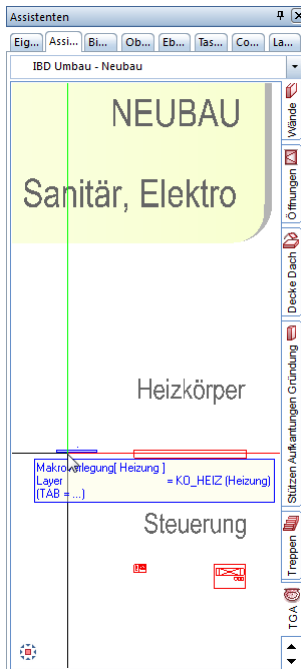 Assistenten
Eig... Assi... Bi... Ob... Eb... Tas... Co... La...
IBD Umbau - Neubau
NEUBAU
Sanitär, Elektro
Heizkörper
Makroverlegung[ Heizung ]
Layer = KO_HEIZ (Heizung)
(TAB = ...)
Steuerung
Wände
Öffnungen
Decke Dach
Stützen Aufkantungen Gründung
Treppen
TGA